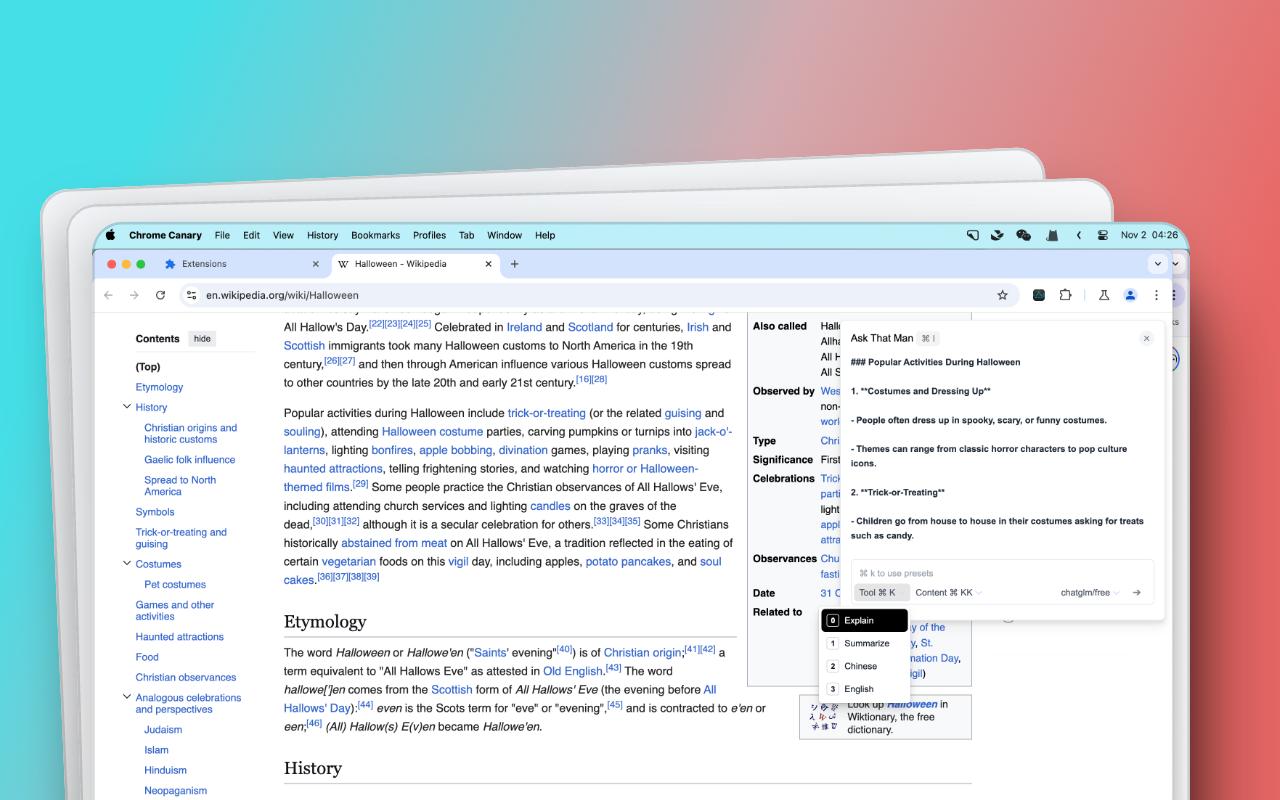 Chrome Canary File Edit View History Bookmarks Profiles Tab Window Help
Nov 2 04:26
Extensions
Halloween - Wikipedia
en.wikipedia.org/wiki/Halloween
Contents hide
(Top)
Etymology
History
Christian origins and
historic customs
Gaelic folk influence
Spread to North
America
Symbols
Trick-or-treating and
guising
Costumes
Pet costumes
Games and other
activities
Haunted attractions
Food
Christian observances
Analogous celebrations
and perspectives
Judaism
Islam
Hinduism
Neopaganism
All Hallow's Day.[22][23][24][25] Celebrated in Ireland and Scotland for centuries, Irish and
Scottish immigrants took many Halloween customs to North America in the 19th
century,[26][27] and then through American influence various Halloween customs spread
to other countries by the late 20th and early 21st century.[16][28]
Popular activities during Halloween include trick-or-treating (or the related guising and
souling), attending Halloween costume parties, carving pumpkins or turnips into jack-o'-
lanterns, lighting bonfires, apple bobbing, divination games, playing pranks, visiting
haunted attractions, telling frightening stories, and watching horror or Halloween-
themed films.[29] Some people practice the Christian observances of All Hallows' Eve,
including attending church services and lighting candles on the graves of the
dead,[30][31][32] although it is a secular celebration for others.[33][34][35] Some Christians
historically abstained from meat on All Hallows' Eve, a tradition reflected in the eating of
certain vegetarian foods on this vigil day, including apples, potato pancakes, and soul
cakes.[36][37][38][39]
Etymology
The word Halloween or Hallowe'en ("Saints' evening"[40]) is of Christian origin;[41][42] a
term equivalent to "All Hallows Eve" as attested in Old English.[43] The word
hallowe[']en comes from the Scottish form of All Hallows' Eve (the evening before All
Hallows' Day):[44] even is the Scots term for "eve" or "evening",[45] and is contracted to e'en or
een;[46] (All) Hallow(s) E(v)en became Hallowe'en.
History
Also called
All H
All S
Observed by Wes
non-
worl
Type Chri
Significance First
Celebrations Trick
parti
light
appl
attra
Observances Chu
fasti
Date 31 O
Related to
y of the
y, St.
mation Day,
igil)
Look up Halloween in
Wiktionary, the free
dictionary.
Ask That Man ⌘ I
### Popular Activities During Halloween
1. **Costumes and Dressing Up**
- People often dress up in spooky, scary, or funny costumes.
- Themes can range from classic horror characters to pop culture
icons.
2. **Trick-or-Treating**
- Children go from house to house in their costumes asking for treats
such as candy.
⌘ k to use presets
Tool ⌘ K Content ⌘ KK chatglm/free
0 Explain
1 Summarize
2 Chinese
3 English